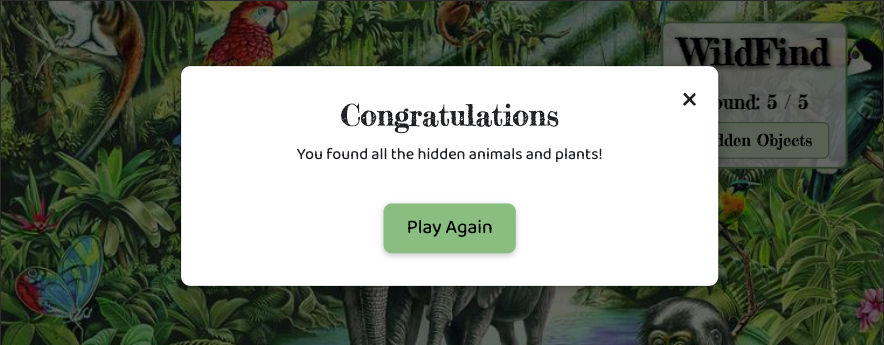 WildFind
ound: 5 / 5
dden Objects
Congratulations
You found all the hidden animals and plants!
Play Again